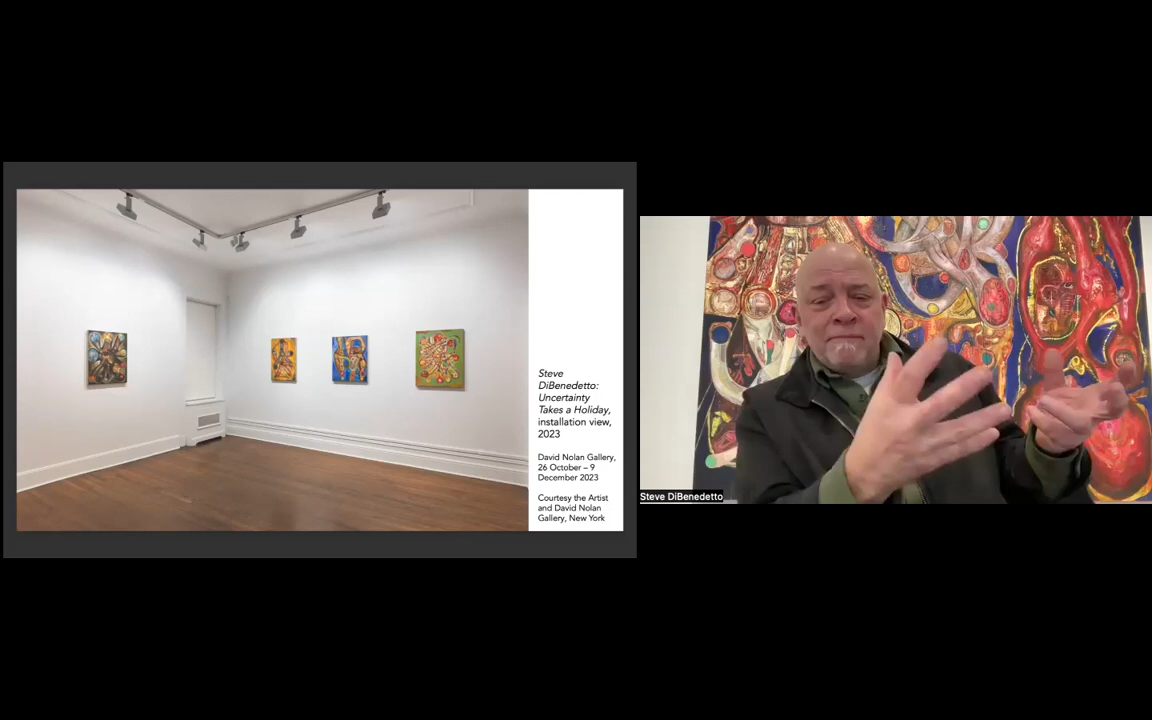 Steve
DiBenedetto:
Uncertainty
Takes a Holiday,
installation view,
2023
David Nolan Gallery,
26 October – 9
December 2023
Courtesy the Artist
and David Nolan
Gallery, New York
Steve DiBenedetto